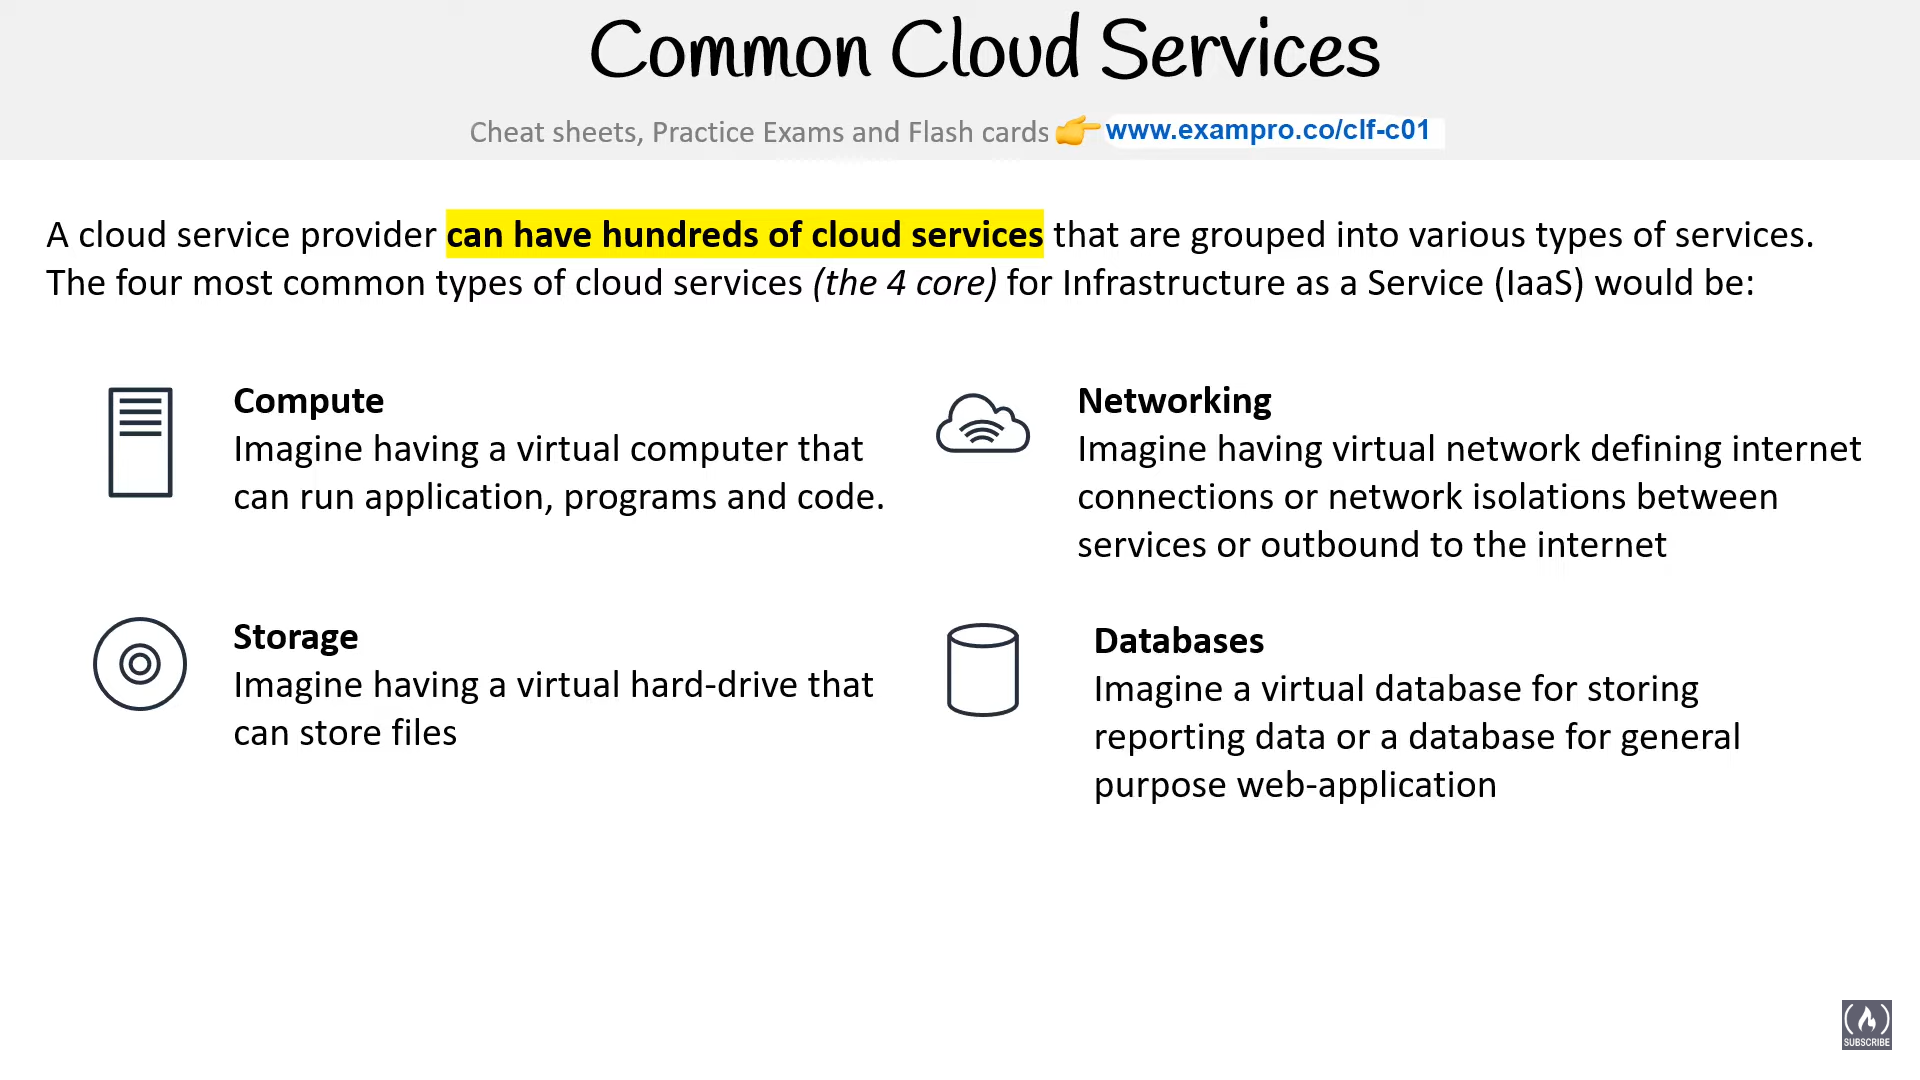 Common Cloud Services
Cheat sheets, Practice Exams and Flash cards 👉 www.exampro.co/clf-c01
A cloud service provider can have hundreds of cloud services that are grouped into various types of services.
The four most common types of cloud services (the 4 core) for Infrastructure as a Service (IaaS) would be:
Compute
Imagine having a virtual computer that
can run application, programs and code.
Networking
Imagine having virtual network defining internet
connections or network isolations between
services or outbound to the internet
Storage
Imagine having a virtual hard-drive that
can store files
Databases
Imagine a virtual database for storing
reporting data or a database for general
purpose web-application
SUBSCRIBE